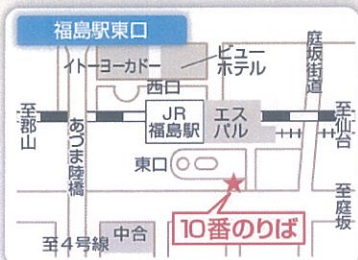 福島駅東口
イトーヨーカドー
ビュー
ホテル
庭坂街道
西口
JR
福島駅
エス
パル
至郡山
あづま陸橋
至仙台
東口
至庭坂
10番のりば
中合
至4号線